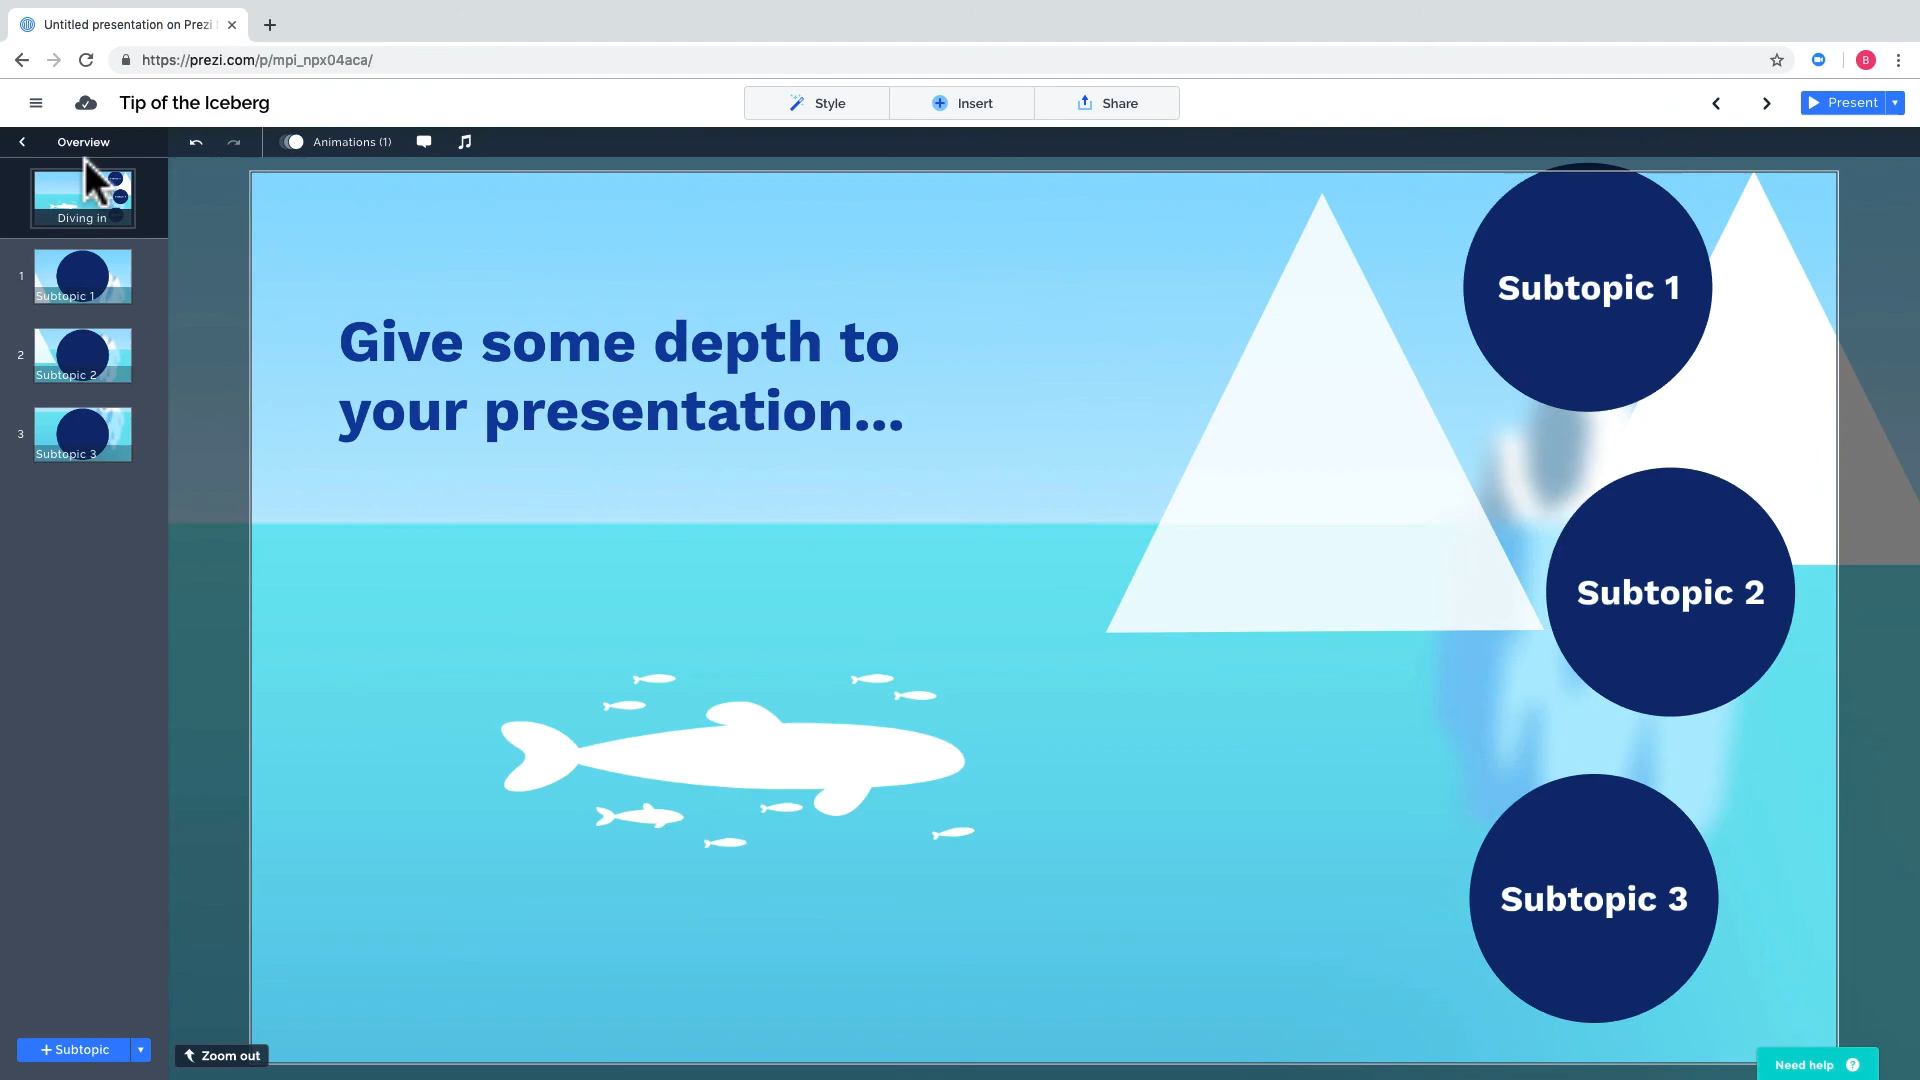 Untitled presentation on Prezi
https://prezi.com/p/mpi_npx04aca/
B
Tip of the Iceberg
Style
Insert
Share
Present
Overview
Animations (1)
Diving in
1
Subtopic 1
2
Subtopic 2
3
Subtopic 3
Give some depth to
your presentation...
Subtopic 1
Subtopic 2
Subtopic 3
+ Subtopic
Zoom out
Need help ?